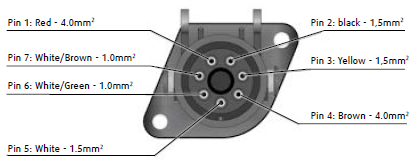 Pin 1: Red - 4.0mm²
Pin 2: black - 1,5mm²
Pin 7: White/Brown - 1.0mm²
Pin 3: Yellow - 1,5mm²
Pin 6: White/Green - 1.0mm²
Pin 4: Brown - 4.0mm²
Pin 5: White - 1.5mm²